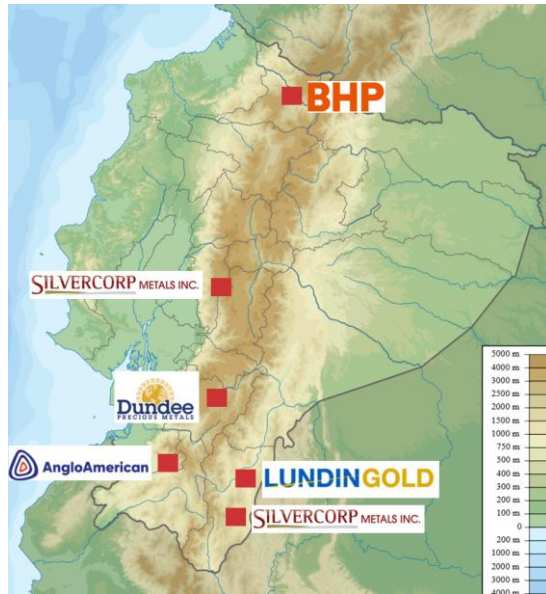 BHP
SILVERCORP METALS INC.
Dundee
PRECIOUS METALS
AngloAmerican
LUNDINGOLD
SILVERCORP METALS INC.
5000 m
4000 m
3000 m
2500 m
2000 m
1500 m
1000 m
750 m
500 m
400 m
300 m
200 m
100 m
0
200 m
1000 m
2000 m
3000 m
4000 m